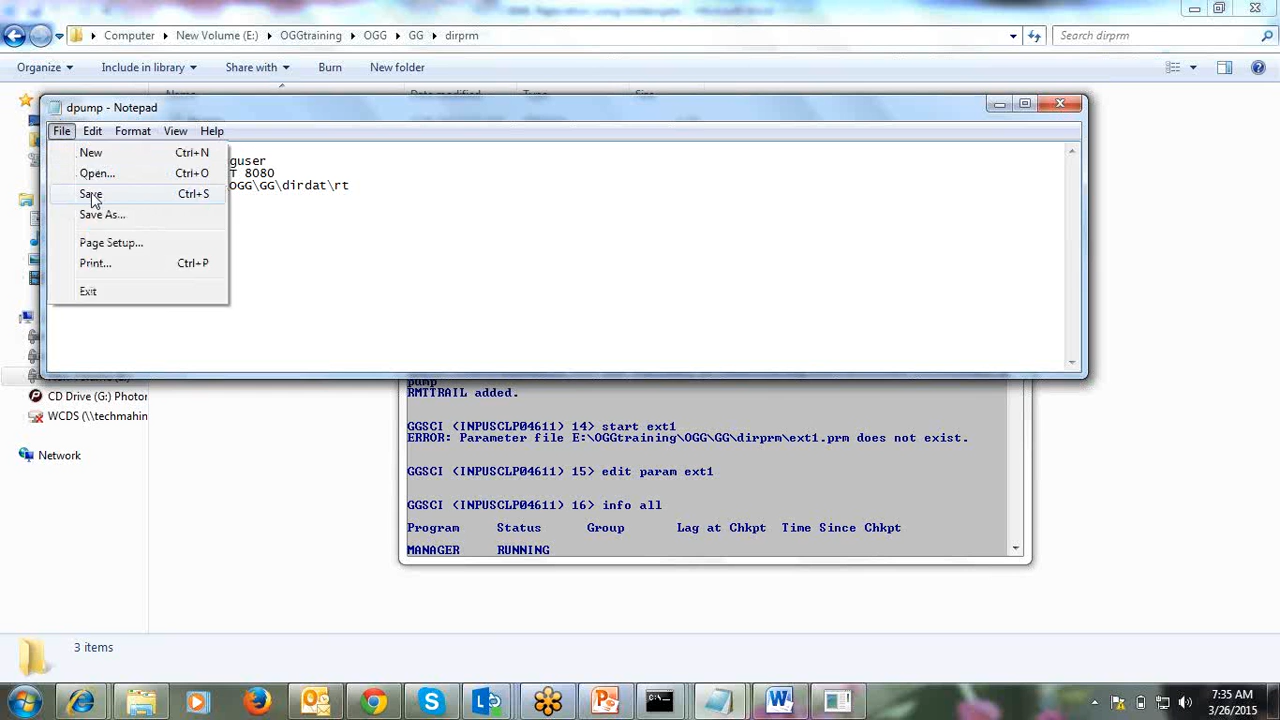 Computer ▸ New Volume (E:) ▸ OGGtraining ▸ OGG ▸ GG ▸ dirprm
Search dirprm
Organize Include in library Share with Burn New folder
dpump - Notepad
File Edit Format View Help
New Ctrl+N
Open... Ctrl+O
Save Ctrl+S
Save As...
Page Setup...
Print... Ctrl+P
Exit
guser
T 8080
OGG\GG\dirdat\rt
CD Drive (G:) Photor
WCDS (\\techmahin
Network
pump
RMTTRAIL added.
GGSCI (INPUSCLP04611) 14> start ext1
ERROR: Parameter file E:\OGGtraining\OGG\GG\dirprm\ext1.prm does not exist.
GGSCI (INPUSCLP04611) 15> edit param ext1
GGSCI (INPUSCLP04611) 16> info all
Program Status Group Lag at Chkpt Time Since Chkpt
MANAGER RUNNING
3 items
7:35 AM
3/26/2015